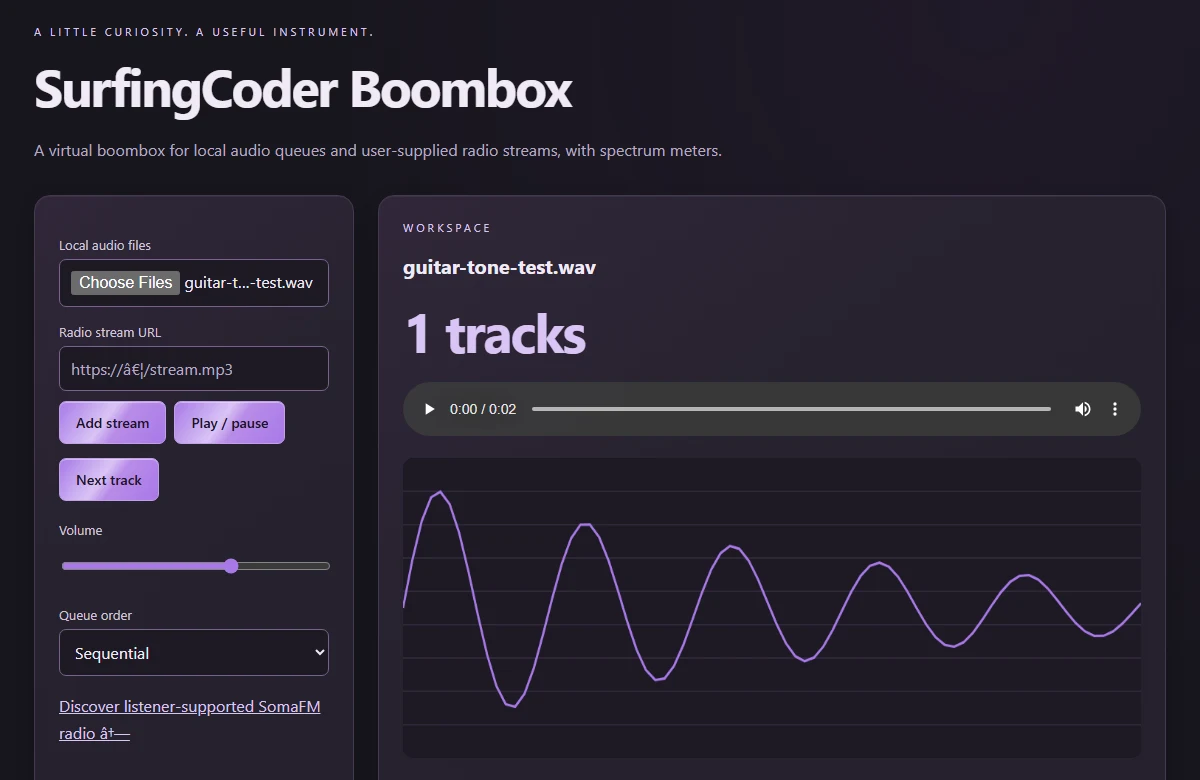 A LITTLE CURIOSITY. A USEFUL INSTRUMENT.
SurfingCoder Boombox
A virtual boombox for local audio queues and user-supplied radio streams, with spectrum meters.
Local audio files
Choose Files guitar-t...-test.wav
Radio stream URL
https://…/stream.mp3
Add stream
Play / pause
Next track
Volume
Queue order
Sequential
Discover listener-supported SomaFM
radio â†—
WORKSPACE
guitar-tone-test.wav
1 tracks
0:00 / 0:02